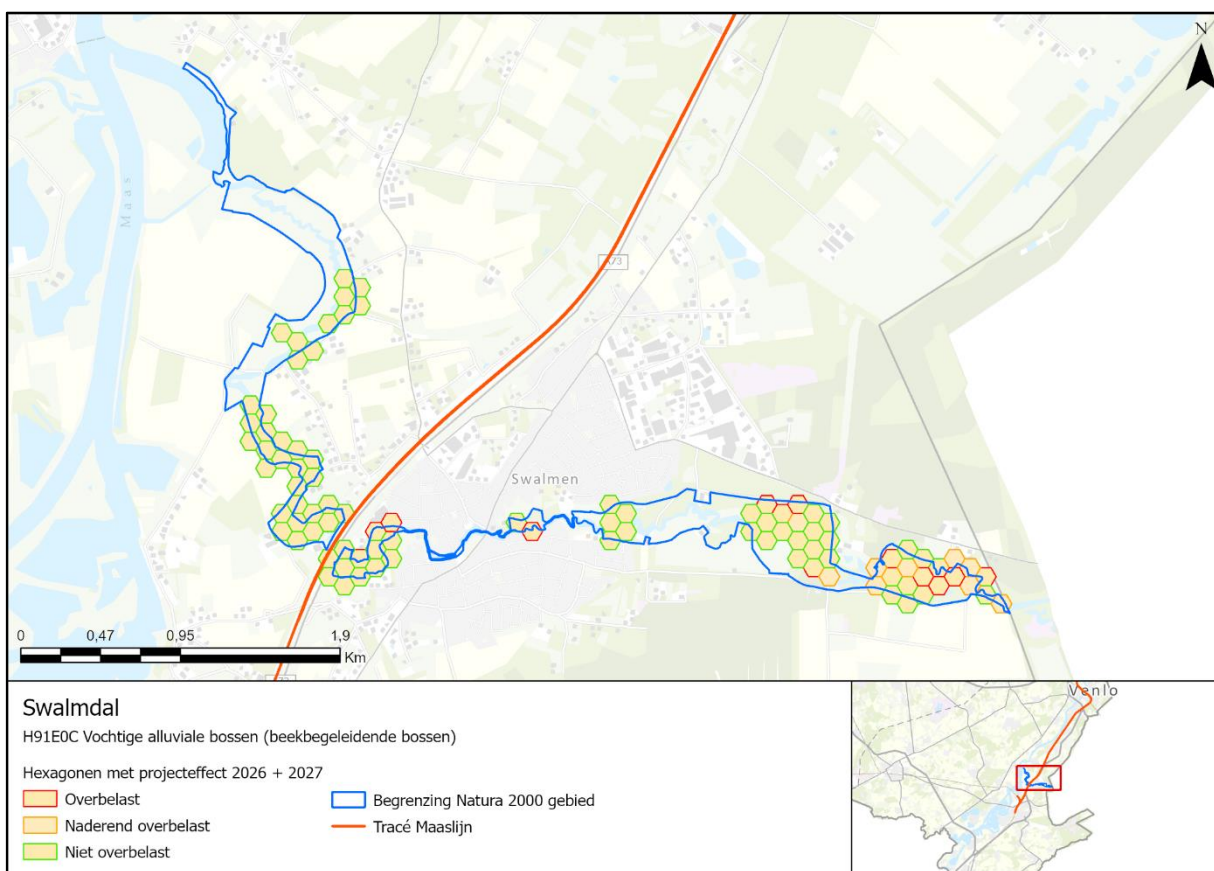 N
Maas
A73
Swalmen
0 0,47 0,95 1,9
Km
Swalmdal
H91E0C Vochtige alluviale bossen (beekbegeleidende bossen)
Hexagonen met projecteffect 2026 + 2027
Overbelast
Naderend overbelast
Niet overbelast
Begrenzing Natura 2000 gebied
Tracé Maaslijn
Venlo